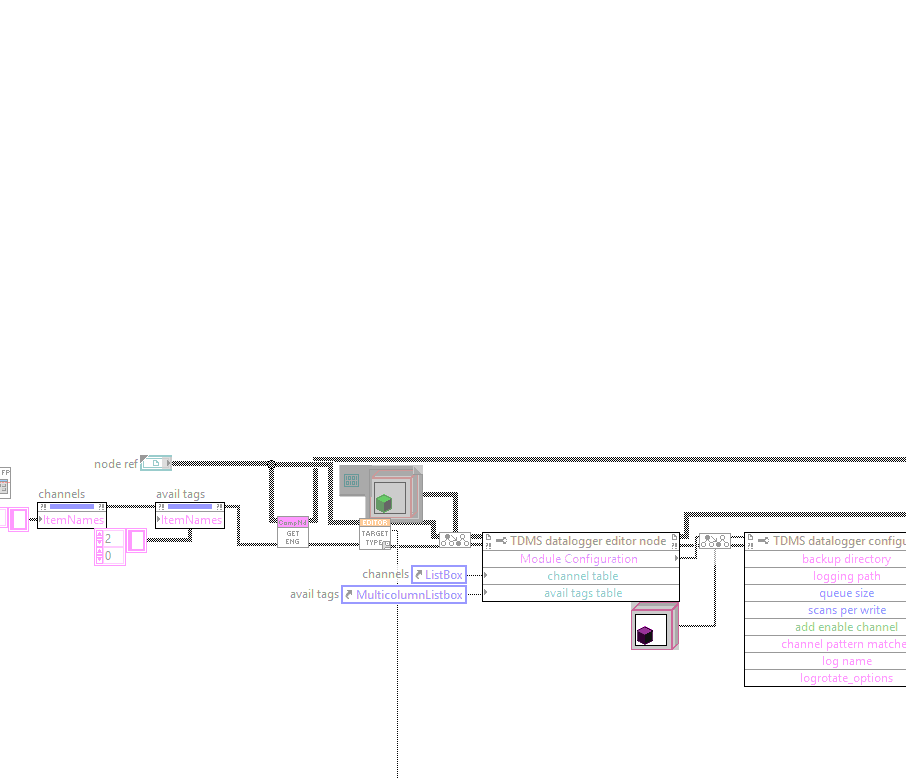 node ref
FP
channels
avail tags
ItemNames
ItemNames
2
0
CompMd
GET
ENG
EDITOR
TARGET
TYPE
TDMS datalogger editor node
Module Configuration
channel table
avail tags table
channels
ListBox
avail tags
MulticolumnListbox
TDMS datalogger configu
backup directory
logging path
queue size
scans per write
add enable channel
channel pattern matche
log name
logrotate_options